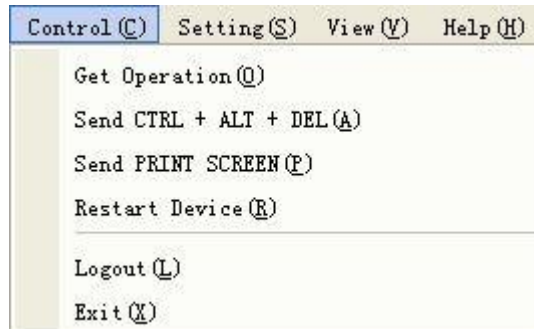 Control(C) Setting(S) View(V) Help(H)
Get Operation(O)
Send CTRL + ALT + DEL(A)
Send PRINT SCREEN(P)
Restart Device(R)
Logout(L)
Exit(X)